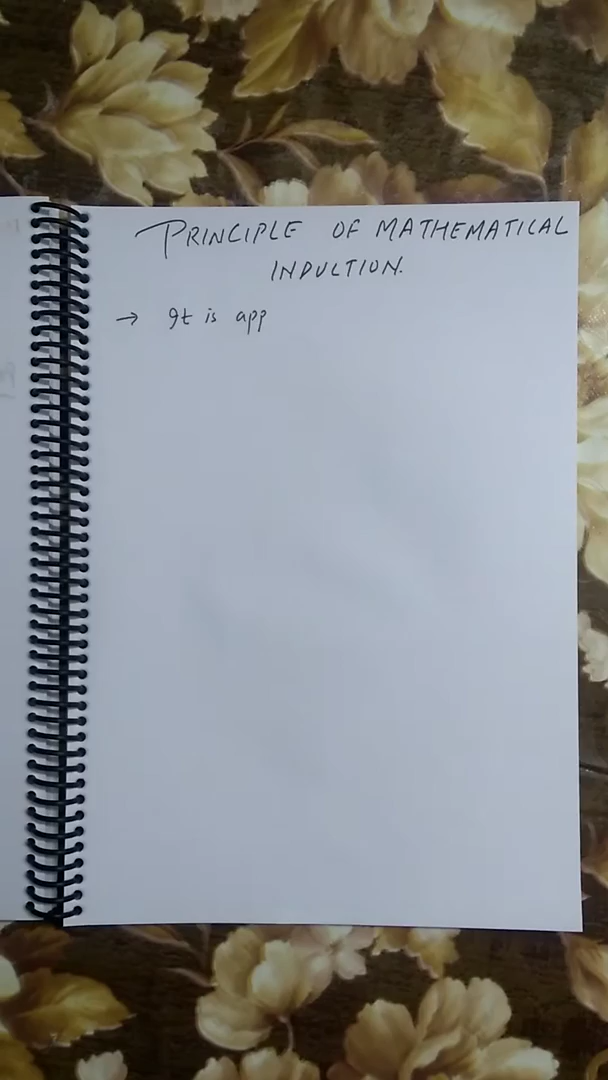 PRINCIPLE OF MATHEMATICAL
INDUCTION.
→ It is app